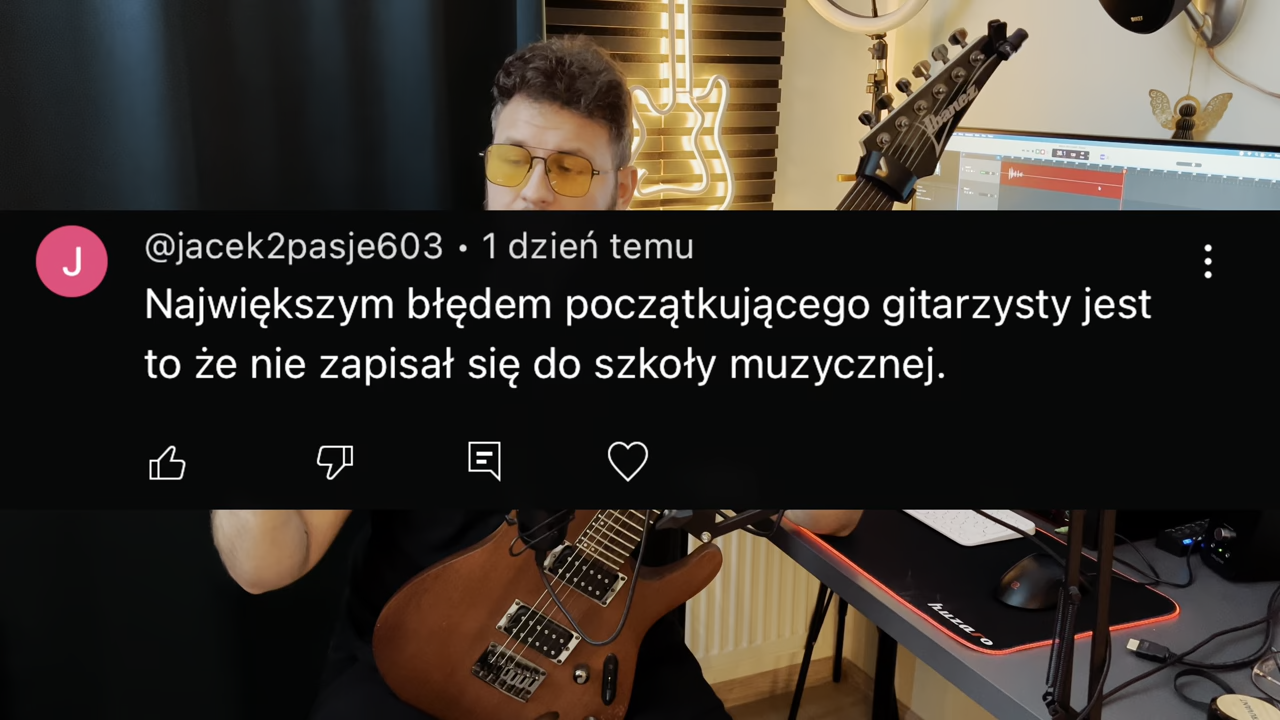 Ibanez
J
@jacek2pasje603 • 1 dzień temu
Największym błędem początkującego gitarzysty jest
to że nie zapisał się do szkoły muzycznej.
huzaro